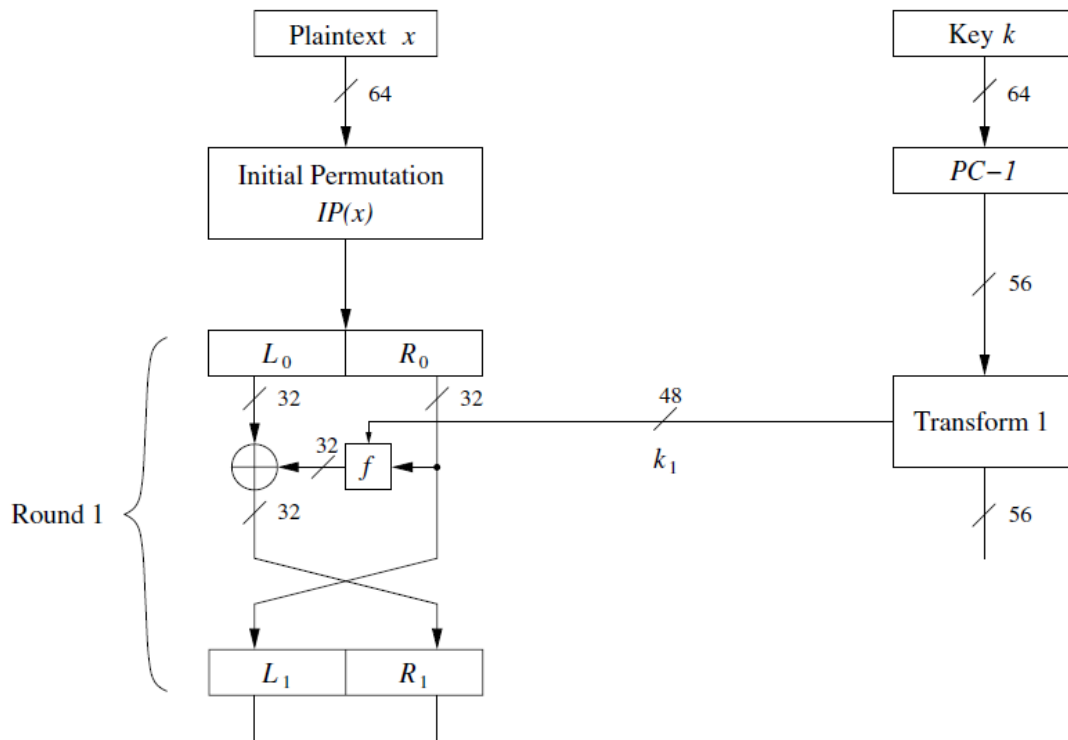 Plaintext x
Key k
64
64
Initial Permutation
IP(x)
PC−1
56
L0 R0
32
32
48
Transform 1
32
f
k1
32
56
Round 1
L1 R1